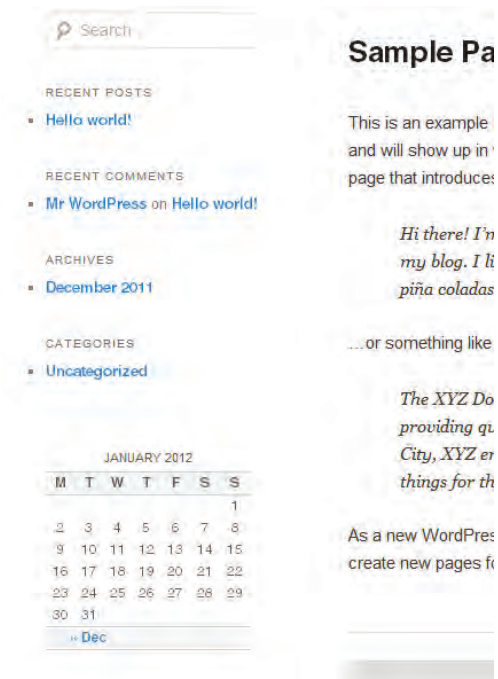 Search
RECENT POSTS
Hello world!
RECENT COMMENTS
Mr WordPress on Hello world!
ARCHIVES
December 2011
CATEGORIES
Uncategorized
JANUARY 2012
M T W T F S S
1
2 3 4 5 6 7 8
9 10 11 12 13 14 15
16 17 18 19 20 21 22
23 24 25 26 27 28 29
30 31
« Dec
Sample Pa
This is an example
and will show up in
page that introduces
Hi there! I'm
my blog. I li
piña coladas
…or something like
The XYZ Do
providing qu
City, XYZ em
things for th
As a new WordPres
create new pages fo